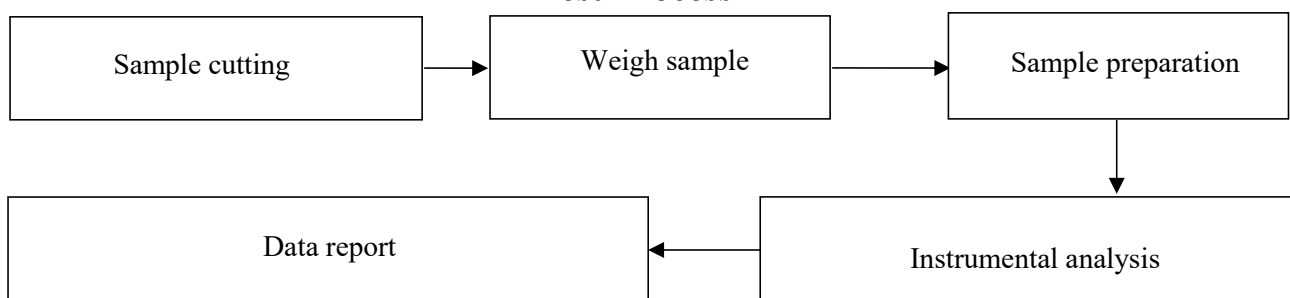 Sample cutting
Weigh sample
Sample preparation
Instrumental analysis
Data report